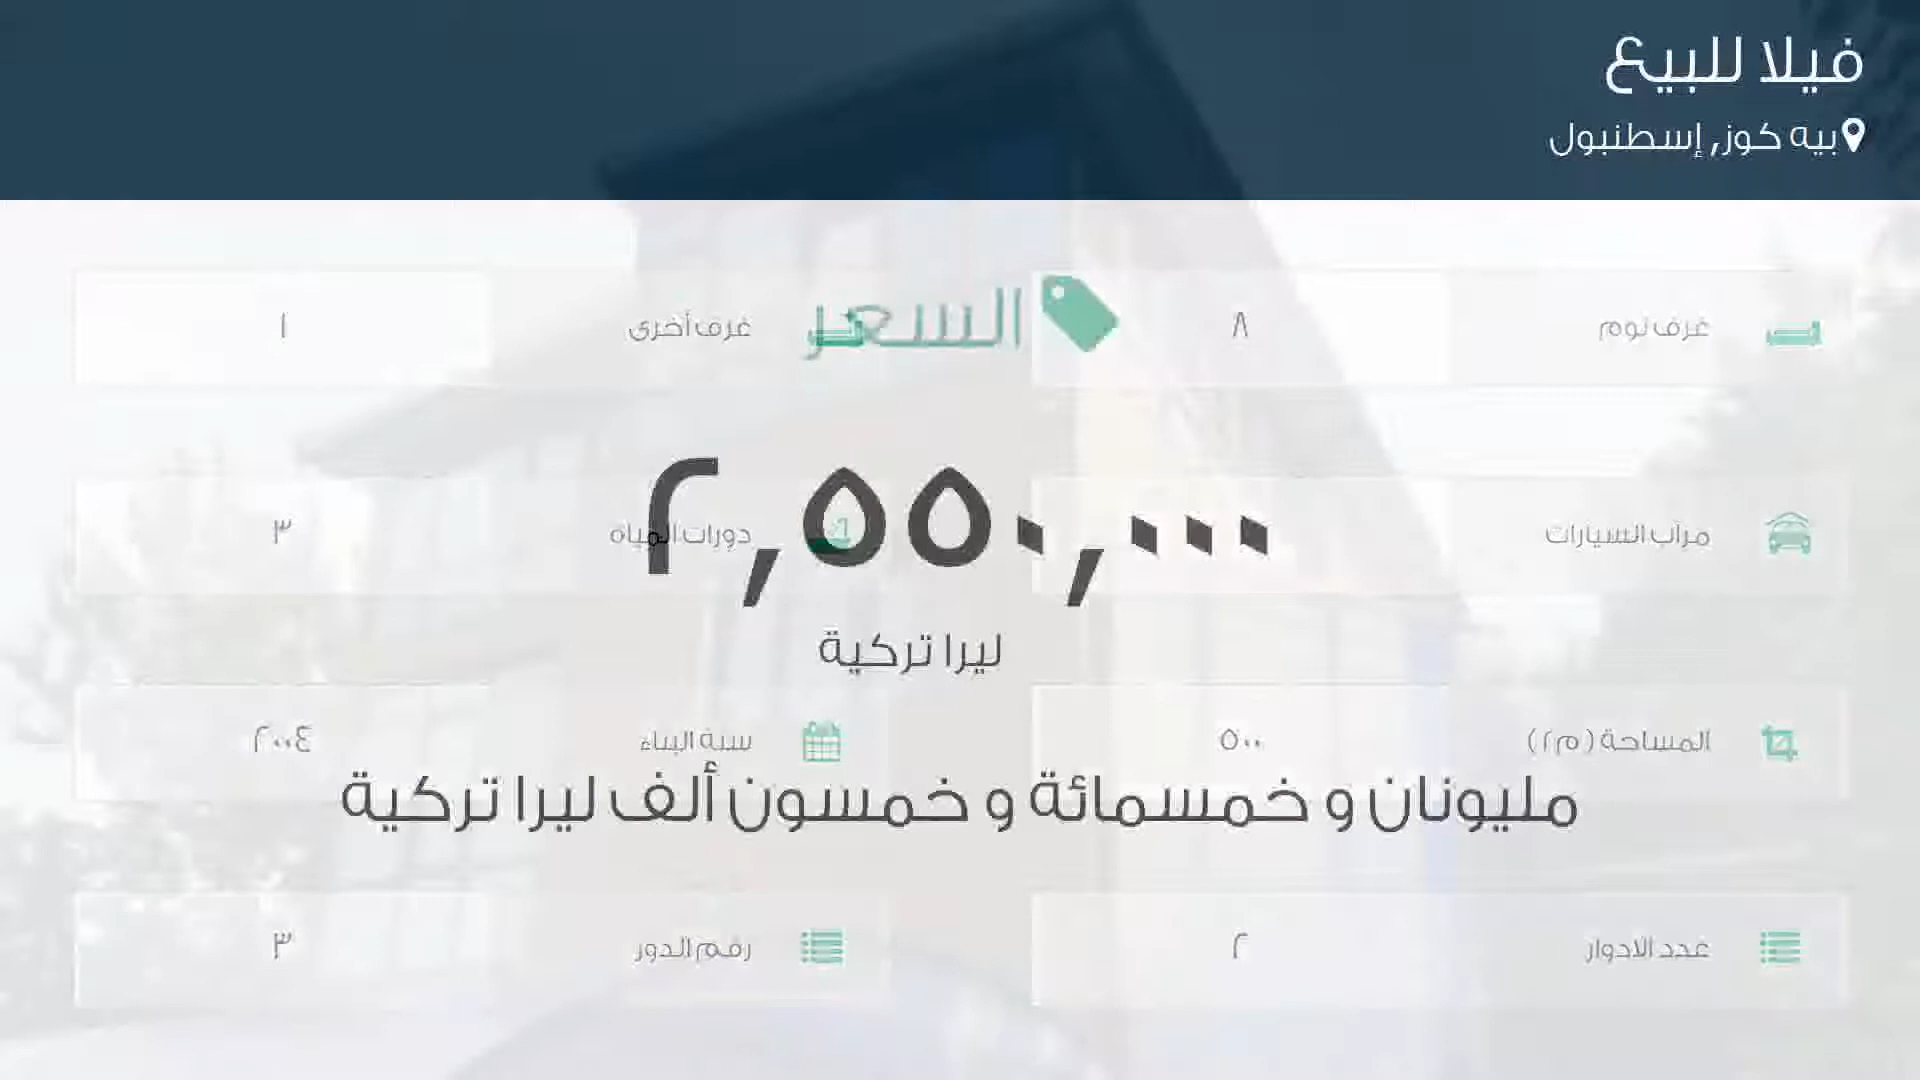 فيلا للبيع
بيه كوز, إسطنبول
السعر
غرف نوم ٨
غرف أخرى ١
٢,٥٥٠,٠٠٠
مرآب السيارات
دورات المياه ٣
ليرا تركية
المساحة (م٢) ٥٠٠
سنة البناء ٢٠٠٤
مليونان و خمسمائة و خمسون ألف ليرا تركية
عدد الادوار ٢
رقم الدور ٣